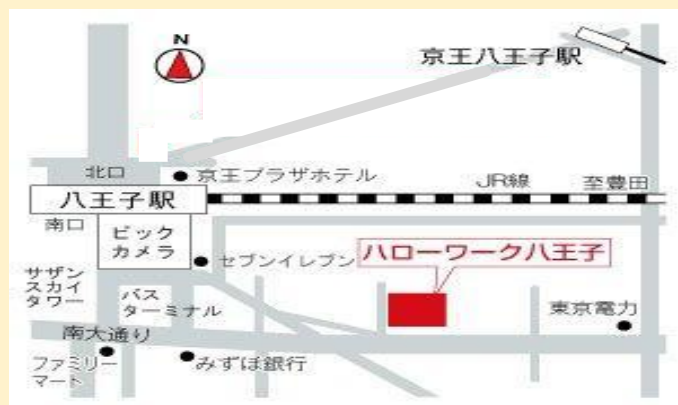 N
京王八王子駅
北口
京王プラザホテル
JR線
至豊田
八王子駅
南口
ビック
カメラ
セブンイレブン
ハローワーク八王子
サザン
スカイ
タワー
バス
ターミナル
東京電力
南大通り
ファミリー
マート
みずほ銀行